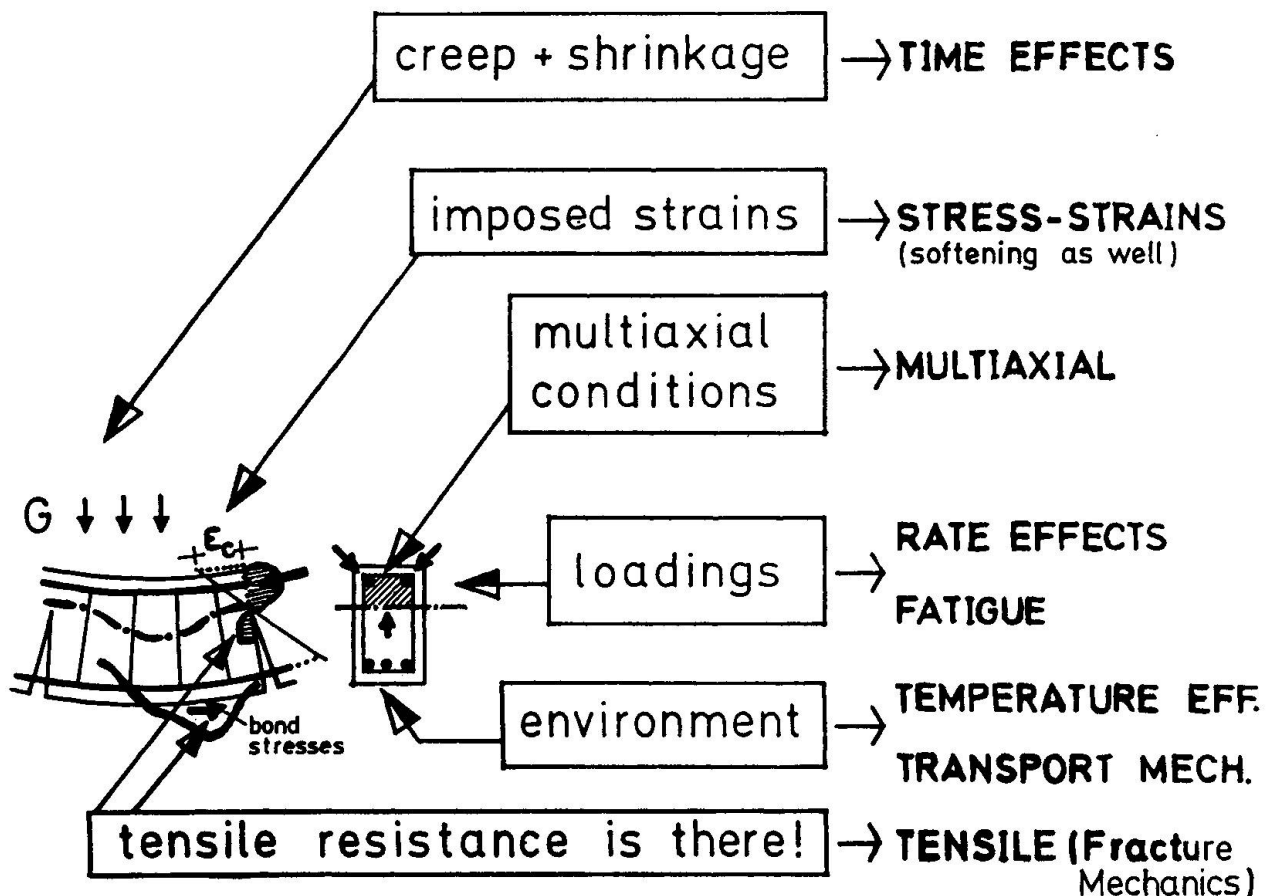 creep + shrinkage → TIME EFFECTS
imposed strains → STRESS-STRAINS
(softening as well)
multiaxial
conditions
→ MULTIAXIAL
G
εc
loadings →
RATE EFFECTS
FATIGUE
bond
stresses
environment →
TEMPERATURE EFF.
TRANSPORT MECH.
tensile resistance is there! → TENSILE (Fracture
Mechanics)